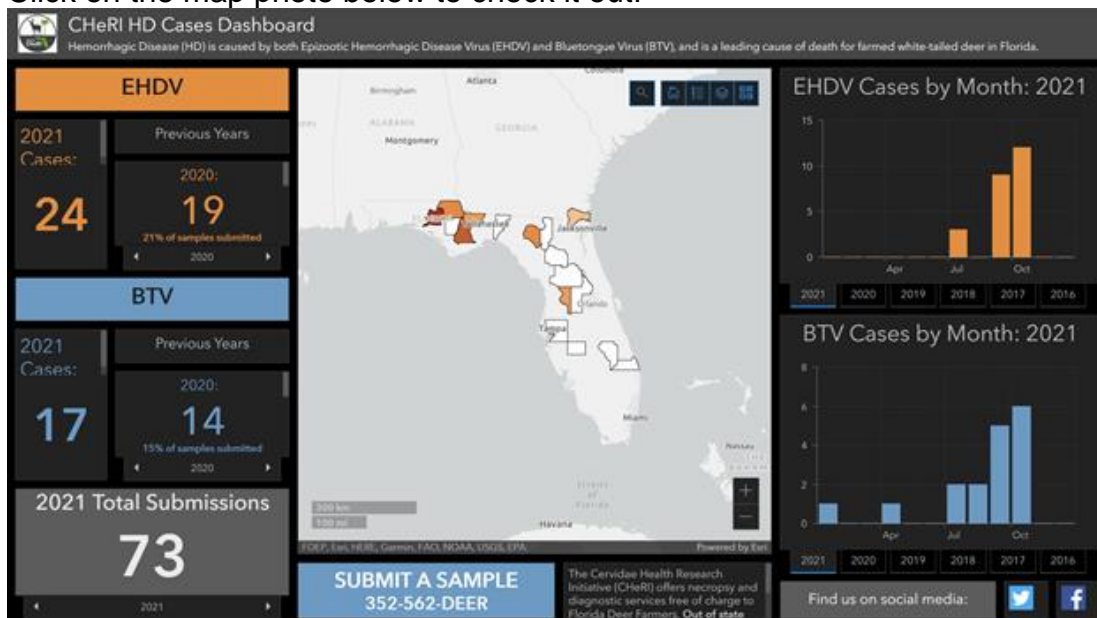 Click on the map photo below to check it out.
CHeRI HD Cases Dashboard
Hemorrhagic Disease (HD) is caused by both Epizootic Hemorrhagic Disease Virus (EHDV) and Bluetongue Virus (BTV), and is a leading cause of death for farmed white-tailed deer in Florida.
EHDV
2021
Cases:
24
Previous Years
2020:
19
21% of samples submitted
2020
BTV
2021
Cases:
17
Previous Years
2020:
14
15% of samples submitted
2020
2021 Total Submissions
73
2021
Atlanta
Birmingham
ALABAMA
GEORGIA
Montgomery
Jacksonville
Orlando
Tampa
Miami
Nassau
Straits
of
Florida
Havana
300 km
100 mi
FDEP, Esri, HERE, Garmin, FAO, NOAA, USGS, EPA
Powered by Esri
SUBMIT A SAMPLE
352-562-DEER
The Cervidae Health Research
Initiative (CHeRI) offers necropsy and
diagnostic services free of charge to
Florida Deer Farmers. Out of state
EHDV Cases by Month: 2021
15
10
5
0
Apr Jul Oct
2021 2020 2019 2018 2017 2016
BTV Cases by Month: 2021
8
6
4
2
0
Apr Jul Oct
2021 2020 2019 2018 2017 2016
Find us on social media: